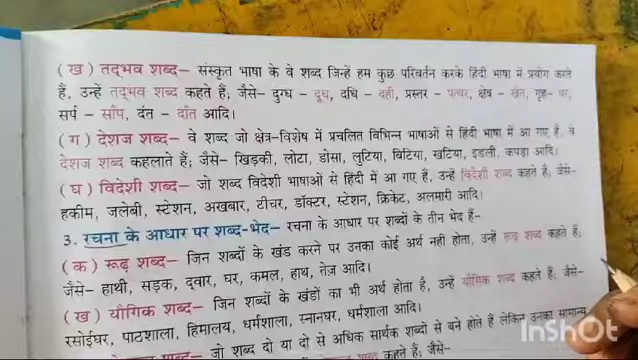 (ख) तद्भव शब्द– संस्कृत भाषा के वे शब्द जिन्हें हम कुछ परिवर्तन करके हिंदी भाषा में प्रयोग करते
हैं, उन्हें तद्भव शब्द कहते हैं; जैसे– दुग्ध – दूध, दधि – दही, प्रस्तर – पत्थर, क्षेत्र – खेत, गृह– घर,
सर्प – साँप, दंत – दाँत आदि।
(ग) देशज शब्द– वे शब्द जो क्षेत्र-विशेष में प्रचलित विभिन्न भाषाओं से हिंदी भाषा में आ गए हैं, वे
देशज शब्द कहलाते हैं; जैसे– खिड़की, लोटा, डोसा, लुटिया, बिटिया, खटिया, इडली, कपड़ा आदि।
(घ) विदेशी शब्द– जो शब्द विदेशी भाषाओं से हिंदी में आ गए हैं, उन्हें विदेशी शब्द कहते हैं; जैसे–
हकीम, जलेबी, स्टेशन, अखबार, टीचर, डॉक्टर, स्टेशन, क्रिकेट, अलमारी आदि।
3. रचना के आधार पर शब्द-भेद– रचना के आधार पर शब्दों के तीन भेद हैं–
(क) रूढ़ शब्द– जिन शब्दों के खंड करने पर उनका कोई अर्थ नहीं होता, उन्हें रूढ़ शब्द कहते हैं;
जैसे– हाथी, सड़क, द्वार, घर, कमल, हाथ, तेज आदि।
(ख) यौगिक शब्द– जिन शब्दों के खंडों का भी अर्थ होता है, उन्हें यौगिक शब्द कहते हैं; जैसे–
रसोईघर, पाठशाला, हिमालय, धर्मशाला, स्नानघर, धर्मशाला आदि।
शब्द– जो शब्द दो या दो से अधिक सार्थक शब्दों से बने होते हैं लेकिन उनका सामान्य
शब्द कहते हैं; जैसे–
InShOt